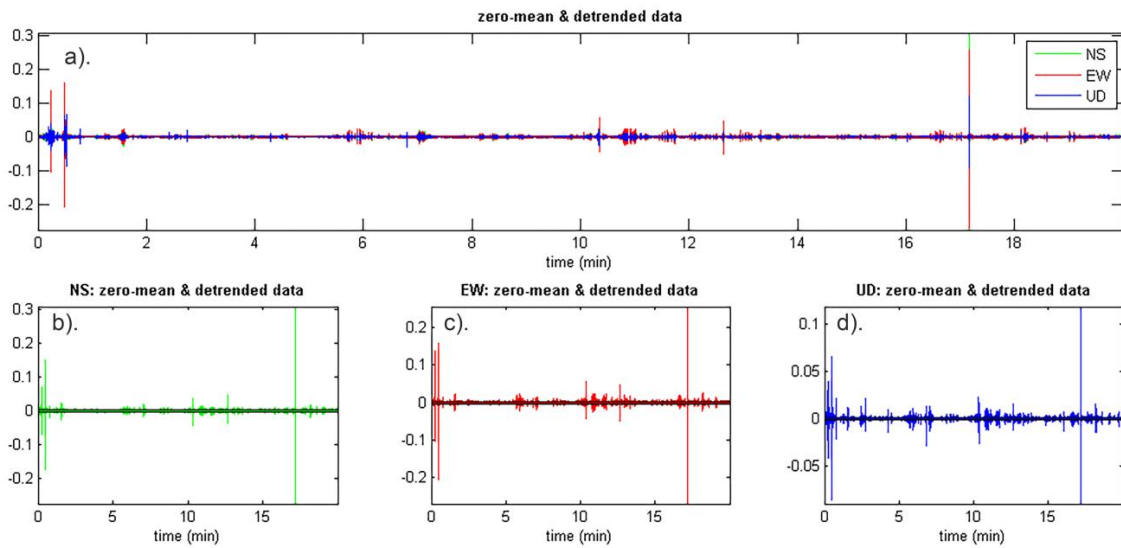 zero-mean & detrended data
a).
0.3
0.2
0.1
0
-0.1
-0.2
NS
EW
UD
0 2 4 6 8 10 12 14 16 18
time (min)
NS: zero-mean & detrended data
b).
0.3
0.2
0.1
0
-0.1
-0.2
0 5 10 15
time (min)
EW: zero-mean & detrended data
c).
0.2
0.1
0
-0.1
-0.2
0 5 10 15
time (min)
UD: zero-mean & detrended data
d).
0.1
0.05
0
-0.05
0 5 10 15
time (min)